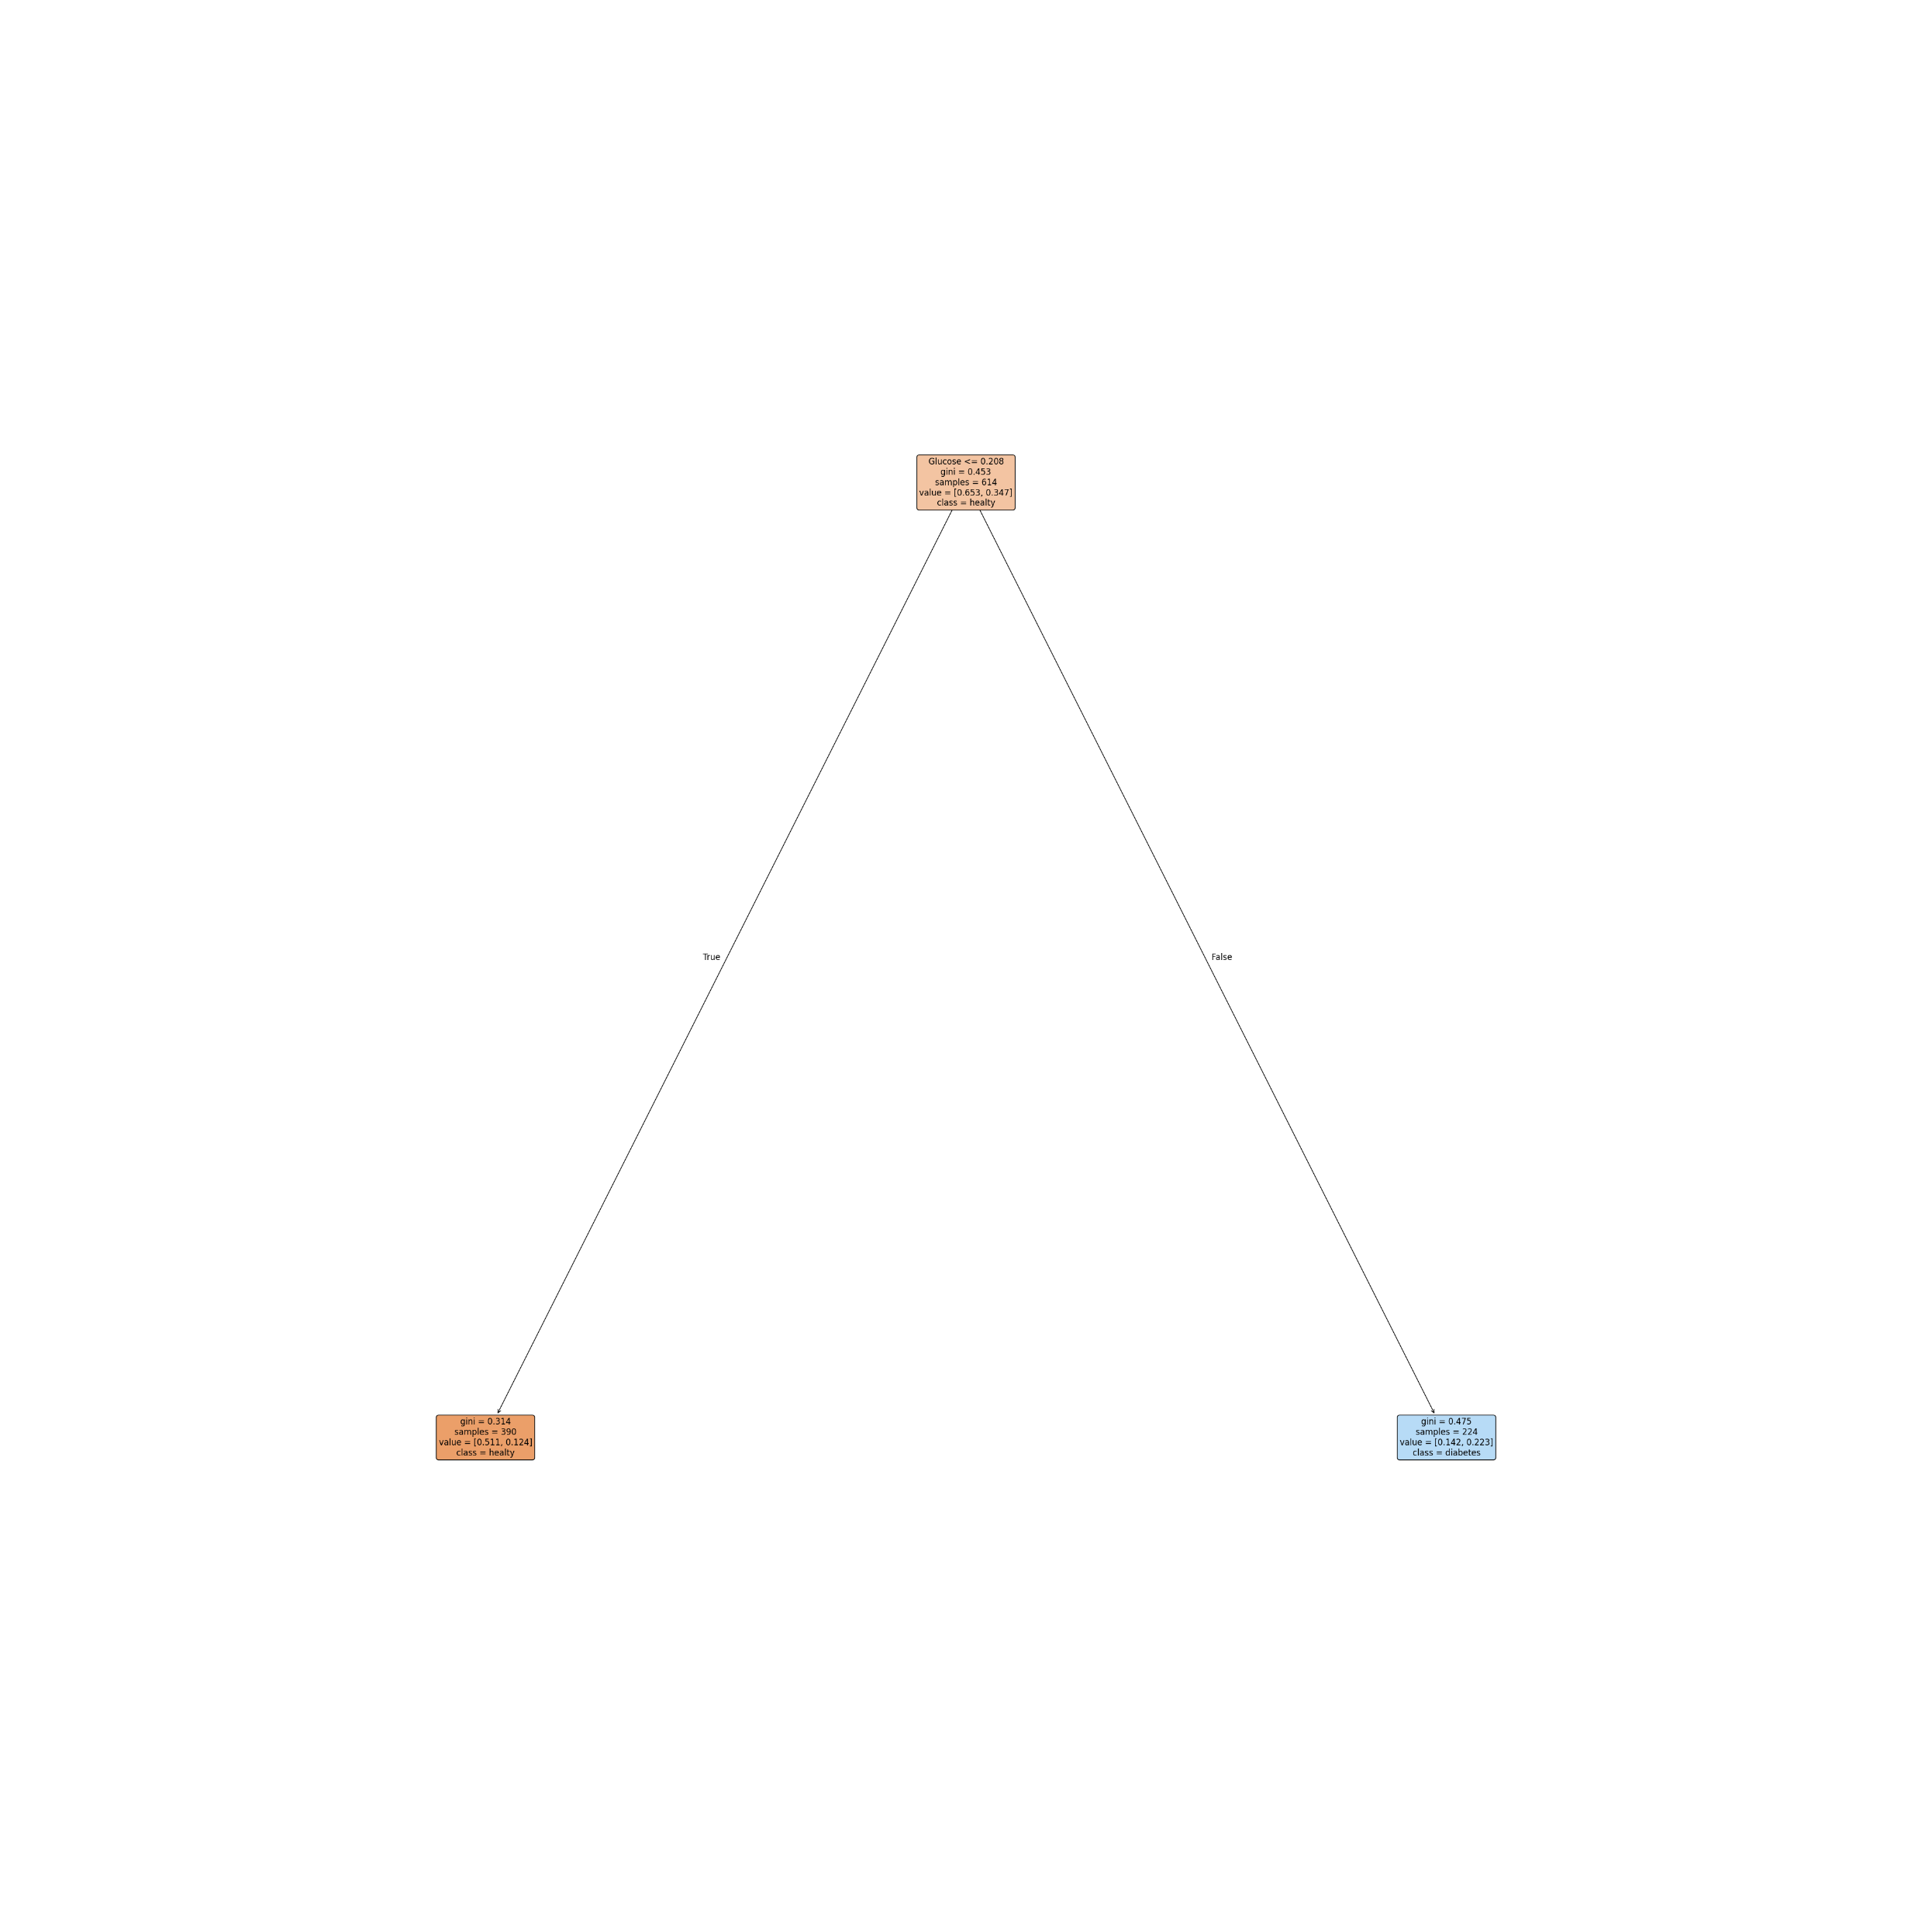 Glucose <= 0.208
gini = 0.453
samples = 614
value = [0.653, 0.347]
class = healty
True
False
gini = 0.314
samples = 390
value = [0.511, 0.124]
class = healty
gini = 0.475
samples = 224
value = [0.142, 0.223]
class = diabetes